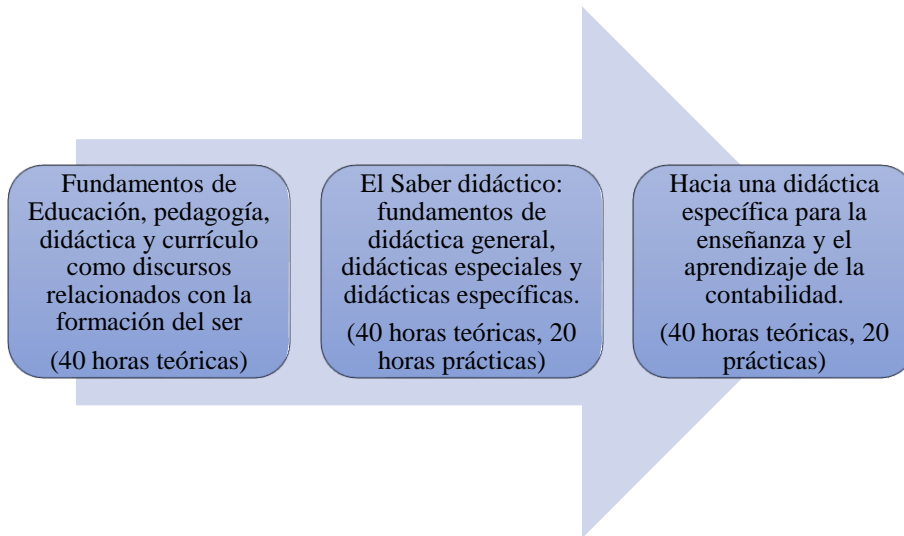 Fundamentos de
Educación, pedagogía,
didáctica y currículo
como discursos
relacionados con la
formación del ser
(40 horas teóricas)
El Saber didáctico:
fundamentos de
didáctica general,
didácticas especiales y
didácticas específicas.
(40 horas teóricas, 20
horas prácticas)
Hacia una didáctica
específica para la
enseñanza y el
aprendizaje de la
contabilidad.
(40 horas teóricas, 20
prácticas)